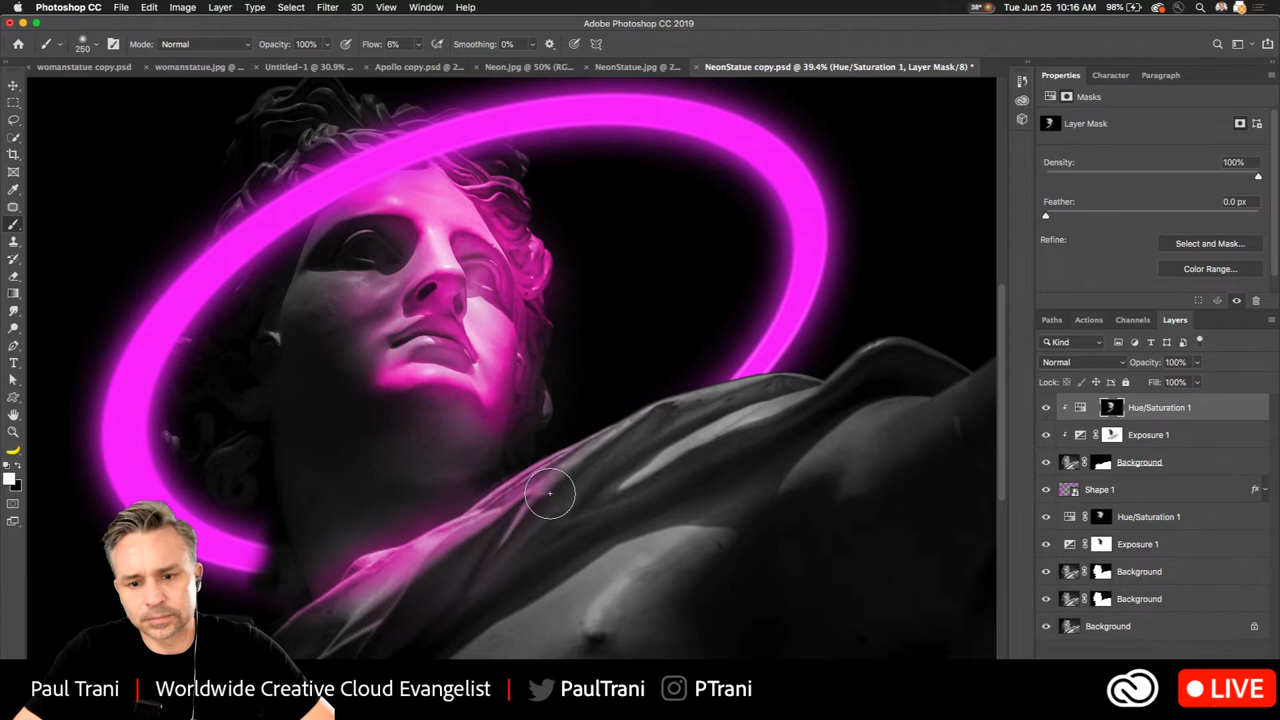 Photoshop CC File Edit Image Layer Type Select Filter 3D View Window Help 38° Tue Jun 25 10:16 AM 98%
Adobe Photoshop CC 2019
250 Mode: Normal Opacity: 100% Flow: 6% Smoothing: 0%
womanstatue copy.psd womanstatue.jpg @ ... Untitled-1 @ 30.9% ... Apollo copy.psd @ 2... Neon.jpg @ 50% (RG... NeonStatue.jpg @ 2... NeonStatue copy.psd @ 39.4% (Hue/Saturation 1, Layer Mask/8) *
Properties Character Paragraph
Masks
Layer Mask
Density: 100%
Feather: 0.0 px
Refine: Select and Mask...
Color Range...
Paths Actions Channels Layers
Kind
Normal Opacity: 100%
Lock: Fill: 100%
Hue/Saturation 1
Exposure 1
Background
Shape 1 fx
Hue/Saturation 1
Exposure 1
Background
Background
Background
Paul Trani | Worldwide Creative Cloud Evangelist | PaulTrani PTrani LIVE